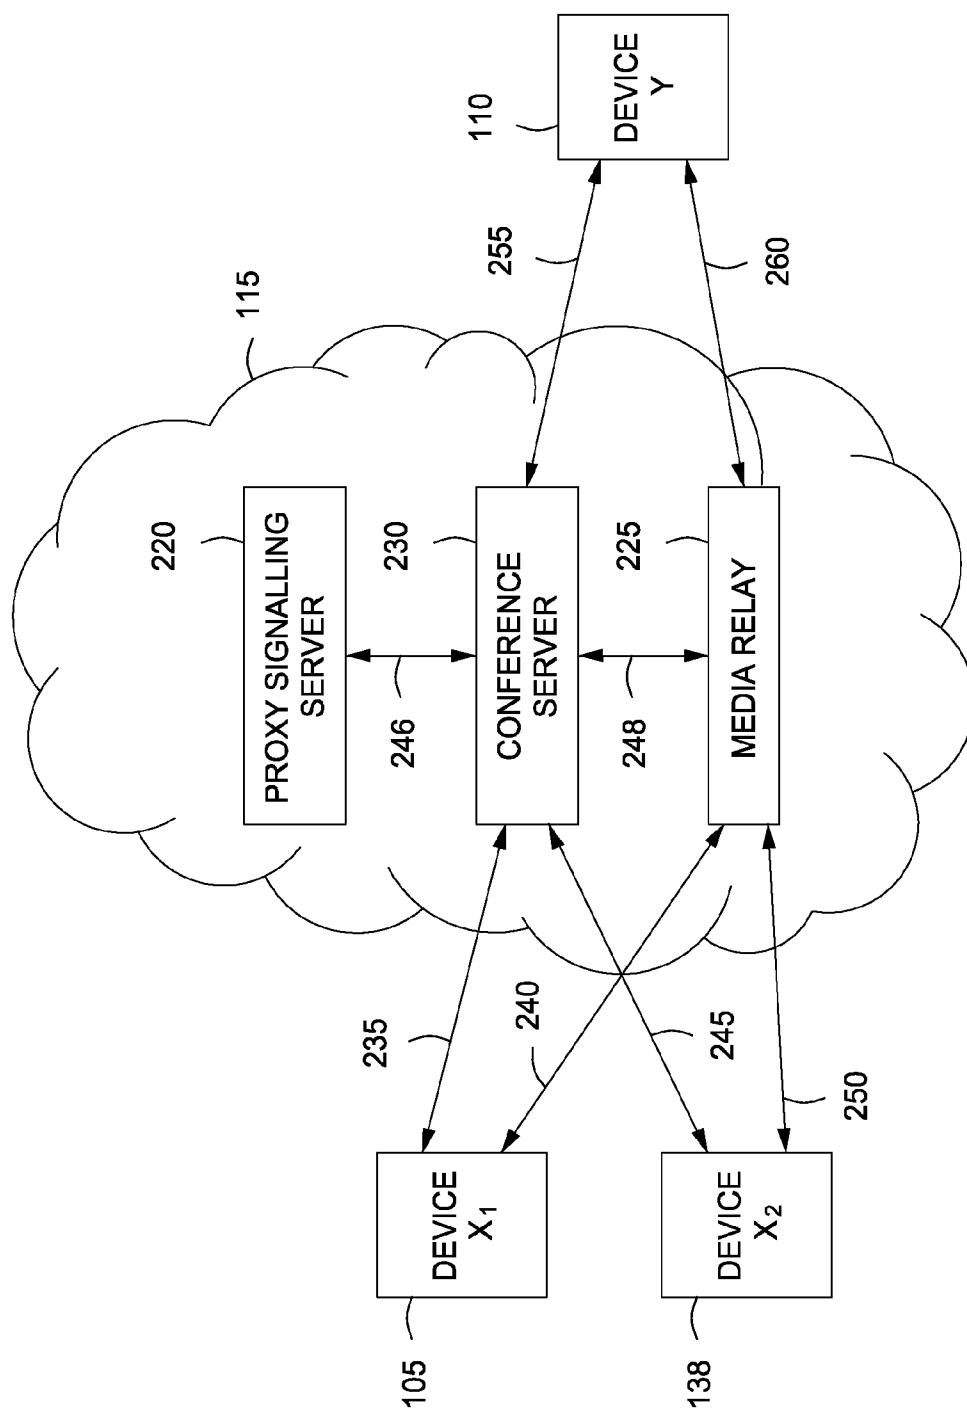 115
220
PROXY SIGNALLING
SERVER
246
230
CONFERENCE
SERVER
248
225
MEDIA RELAY
110
DEVICE
Y
255
260
235
240
245
250
105
DEVICE
X₁
138
DEVICE
X₂